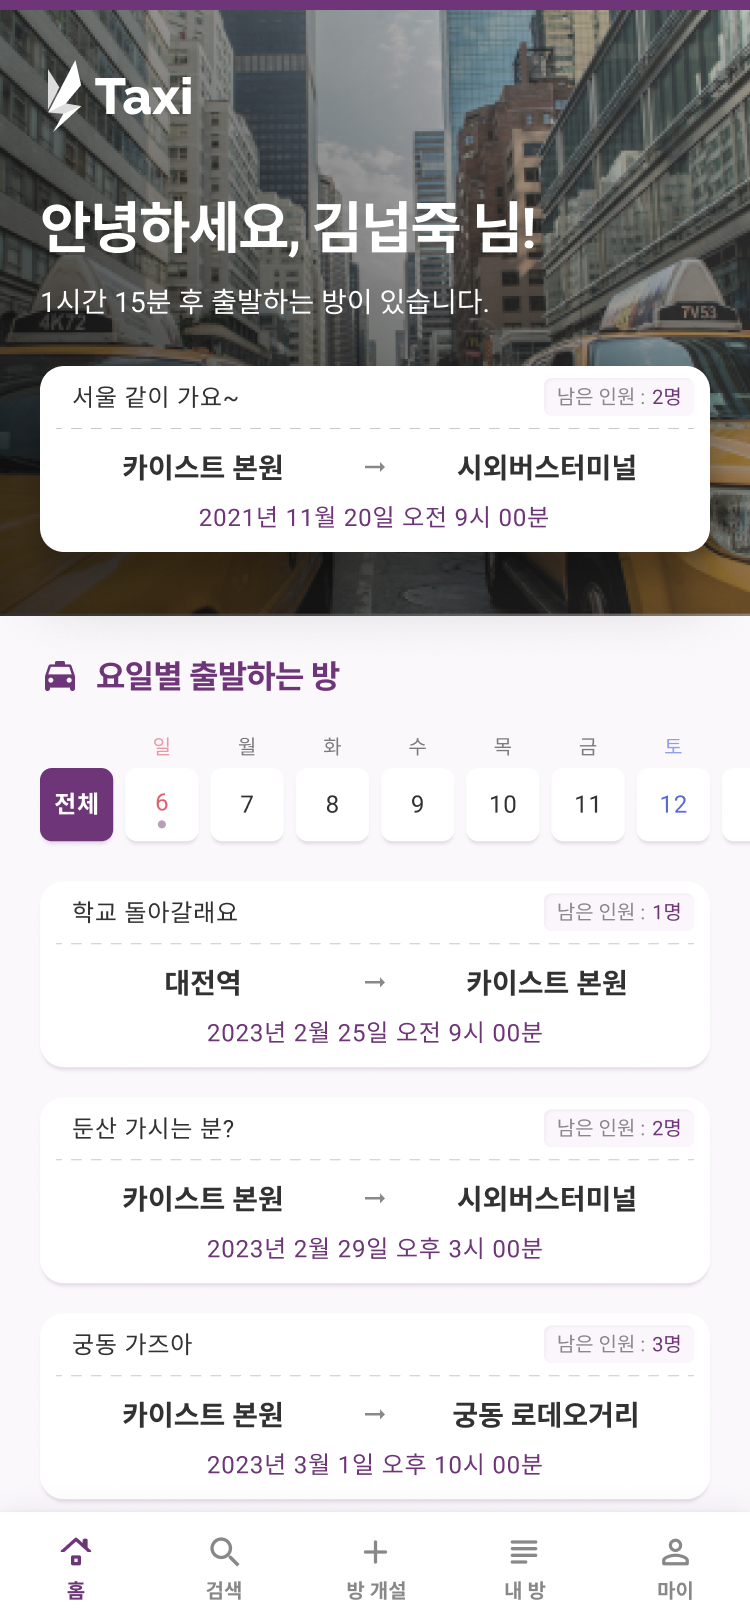 Taxi
안녕하세요, 김넙죽 님!
1시간 15분 후 출발하는 방이 있습니다.
4K72
7V53
서울 같이 가요~
남은 인원 : 2명
카이스트 본원 → 시외버스터미널
2021년 11월 20일 오전 9시 00분
요일별 출발하는 방
일 월 화 수 목 금 토
전체 6 7 8 9 10 11 12
학교 돌아갈래요
남은 인원 : 1명
대전역 → 카이스트 본원
2023년 2월 25일 오전 9시 00분
둔산 가시는 분?
남은 인원 : 2명
카이스트 본원 → 시외버스터미널
2023년 2월 29일 오후 3시 00분
궁동 가즈아
남은 인원 : 3명
카이스트 본원 → 궁동 로데오거리
2023년 3월 1일 오후 10시 00분
홈 검색 방 개설 내 방 마이